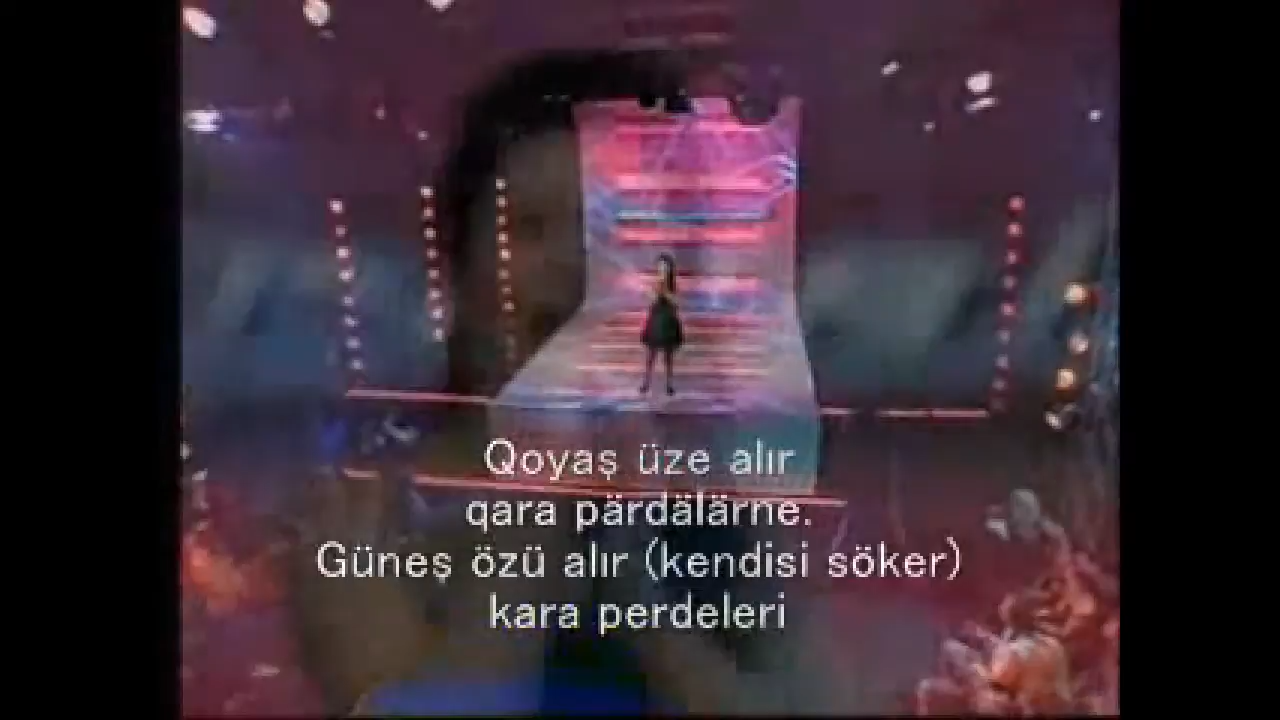 Qoyaş üze alır
qara pärdälärne.
Güneş özü alır (kendisi söker)
kara perdeleri